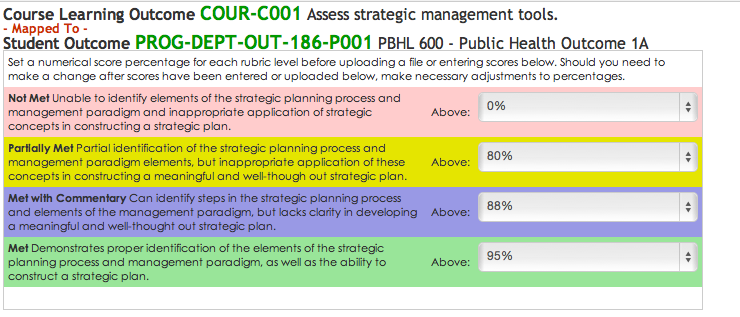 Course Learning Outcome COUR-C001 Assess strategic management tools.
- Mapped To -
Student Outcome PROG-DEPT-OUT-186-P001 PBHL 600 - Public Health Outcome 1A
Set a numerical score percentage for each rubric level before uploading a file or entering scores below. Should you need to
make a change after scores have been entered or uploaded below, make necessary adjustments to percentages.
Not Met Unable to identify elements of the strategic planning process and
management paradigm and inappropriate application of strategic
concepts in constructing a strategic plan.
Above: 0%
Partially Met Partial identification of the strategic planning process and
management paradigm elements, but inappropriate application of these
concepts in constructing a meaningful and well-though out strategic plan.
Above: 80%
Met with Commentary Can identify steps in the strategic planning process
and elements of the management paradigm, but lacks clarity in developing
a meaningful and well-thought out strategic plan.
Above: 88%
Met Demonstrates proper identification of the elements of the strategic
planning process and management paradigm, as well as the ability to
construct a strategic plan.
Above: 95%